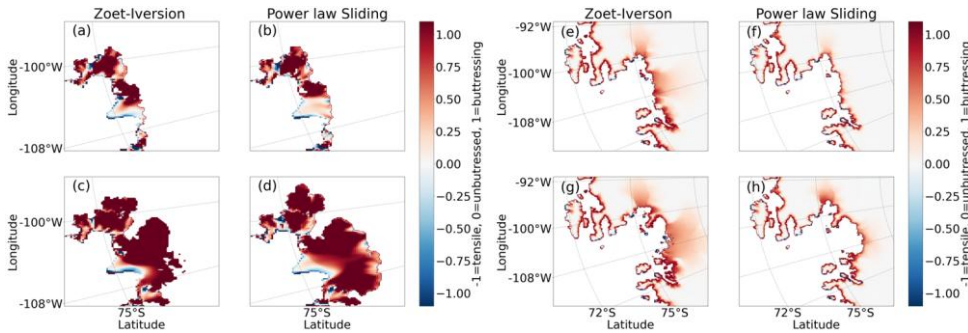 Zoet-Iversion
Power law Sliding
(a)
(b)
-100°W
-108°W
Longitude
(c)
(d)
-100°W
-108°W
Longitude
75°S
75°S
Latitude
Latitude
1.00
0.75
0.50
0.25
0.00
-0.25
-0.50
-0.75
-1.00
-1=tensile, 0=unbutressed, 1=buttressing
Zoet-Iverson
Power law Sliding
-92°W
(e)
(f)
-100°W
-108°W
Longitude
-92°W
(g)
(h)
-100°W
-108°W
Longitude
72°S
75°S
72°S
75°S
Latitude
Latitude
1.00
0.75
0.50
0.25
0.00
-0.25
-0.50
-0.75
-1.00
-1=tensile, 0=unbutressed, 1=buttressing